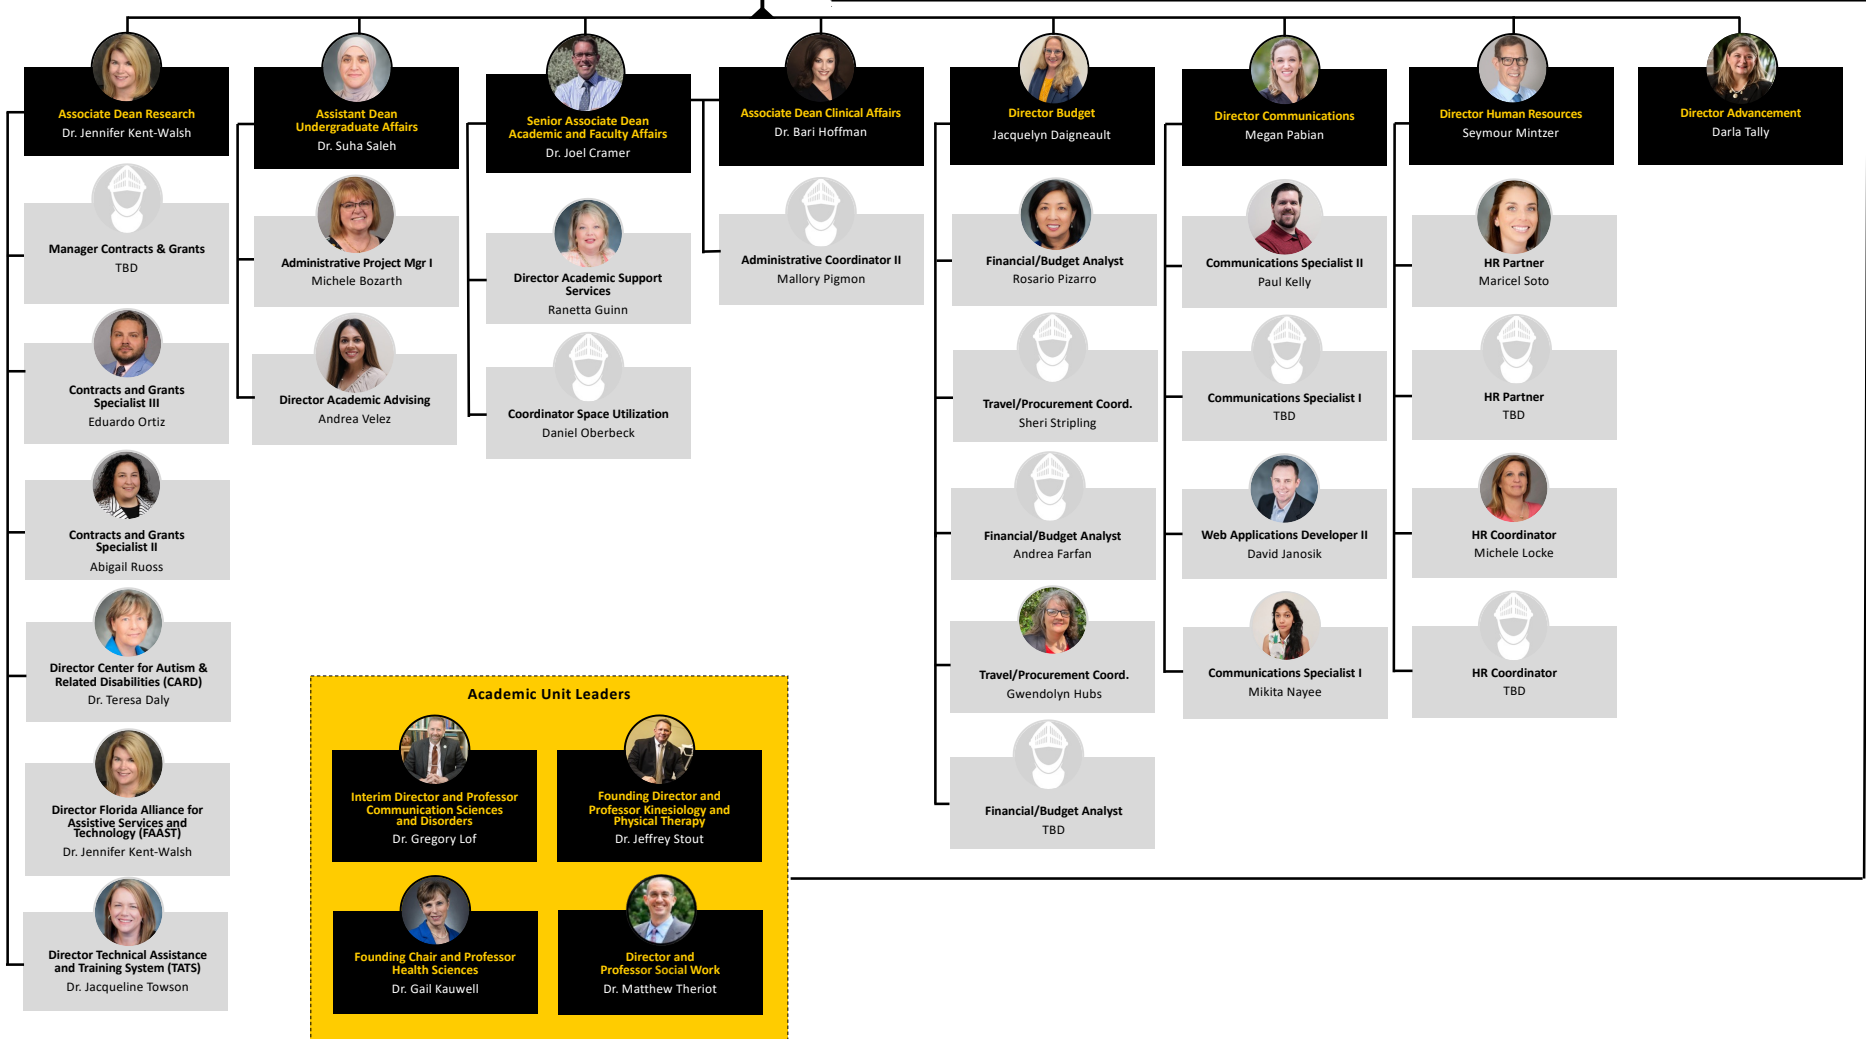 Associate Dean Research
Dr. Jennifer Kent-Walsh
Manager Contracts & Grants
TBD
Contracts and Grants
Specialist III
Eduardo Ortiz
Contracts and Grants
Specialist II
Abigail Ruoss
Director Center for Autism &
Related Disabilities (CARD)
Dr. Teresa Daly
Director Florida Alliance for
Assistive Services and
Technology (FAAST)
Dr. Jennifer Kent-Walsh
Director Technical Assistance
and Training System (TATS)
Dr. Jacqueline Towson
Assistant Dean
Undergraduate Affairs
Dr. Suha Saleh
Administrative Project Mgr I
Michele Bozarth
Director Academic Advising
Andrea Velez
Senior Associate Dean
Academic and Faculty Affairs
Dr. Joel Cramer
Director Academic Support
Services
Ranetta Guinn
Coordinator Space Utilization
Daniel Oberbeck
Associate Dean Clinical Affairs
Dr. Bari Hoffman
Administrative Coordinator II
Mallory Pigmon
Director Budget
Jacquelyn Daigneault
Financial/Budget Analyst
Rosario Pizarro
Travel/Procurement Coord.
Sheri Stripling
Financial/Budget Analyst
Andrea Farfan
Travel/Procurement Coord.
Gwendolyn Hubs
Financial/Budget Analyst
TBD
Director Communications
Megan Pabian
Communications Specialist II
Paul Kelly
Communications Specialist I
TBD
Web Applications Developer II
David Janosik
Communications Specialist I
Mikita Nayee
Director Human Resources
Seymour Mintzer
HR Partner
Maricel Soto
HR Partner
TBD
HR Coordinator
Michele Locke
HR Coordinator
TBD
Director Advancement
Darla Tally
Academic Unit Leaders
Interim Director and Professor
Communication Sciences
and Disorders
Dr. Gregory Lof
Founding Director and
Professor Kinesiology and
Physical Therapy
Dr. Jeffrey Stout
Founding Chair and Professor
Health Sciences
Dr. Gail Kauwell
Director and
Professor Social Work
Dr. Matthew Theriot